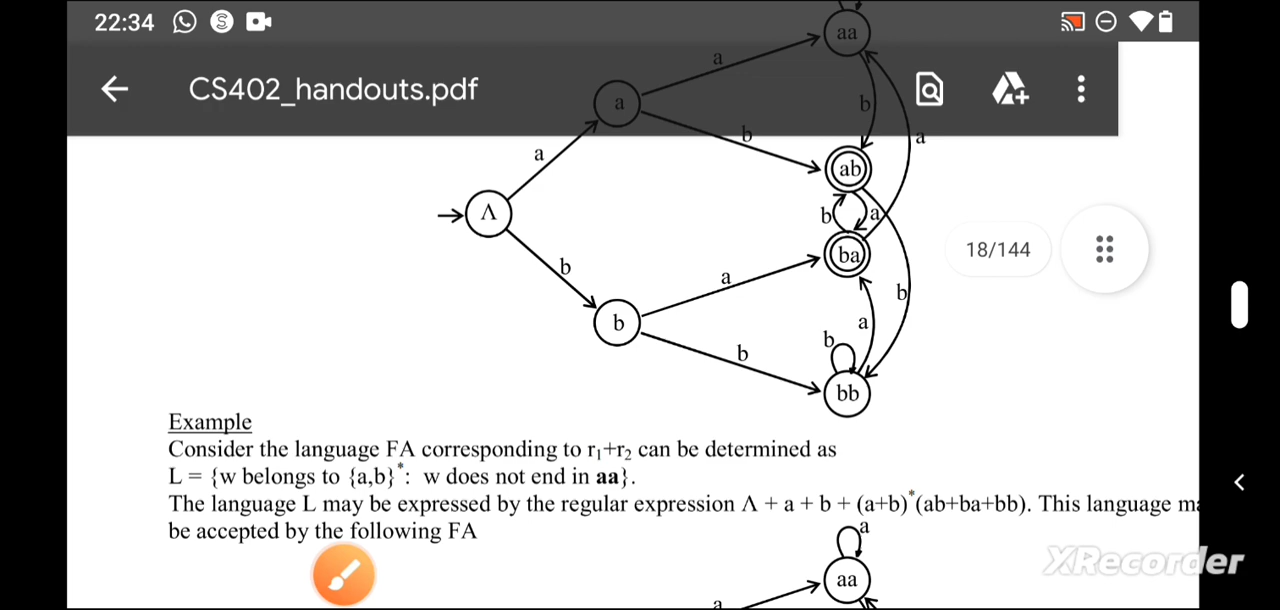 22:34
aa
CS402_handouts.pdf
a
a
b
b
a
a
ab
Λ
b
a
18/144
b
a
ba
b
b
a
b
b
bb
Example
Consider the language FA corresponding to r₁+r₂ can be determined as
L = {w belongs to {a,b}*: w does not end in aa}.
The language L may be expressed by the regular expression Λ + a + b + (a+b)*(ab+ba+bb). This language ma
be accepted by the following FA
a
XRecorder
aa
a